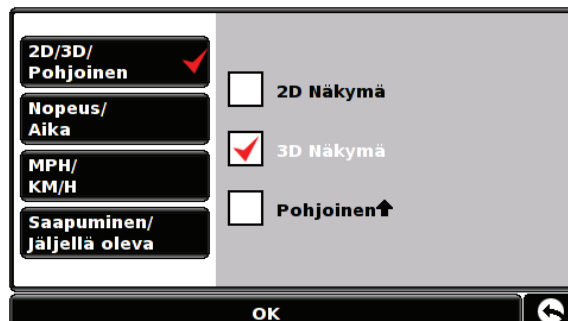 2D/3D/
Pohjoinen
Nopeus/
Aika
MPH/
KM/H
Saapuminen/
Jäljellä oleva
2D Näkymä
3D Näkymä
Pohjoinen
OK